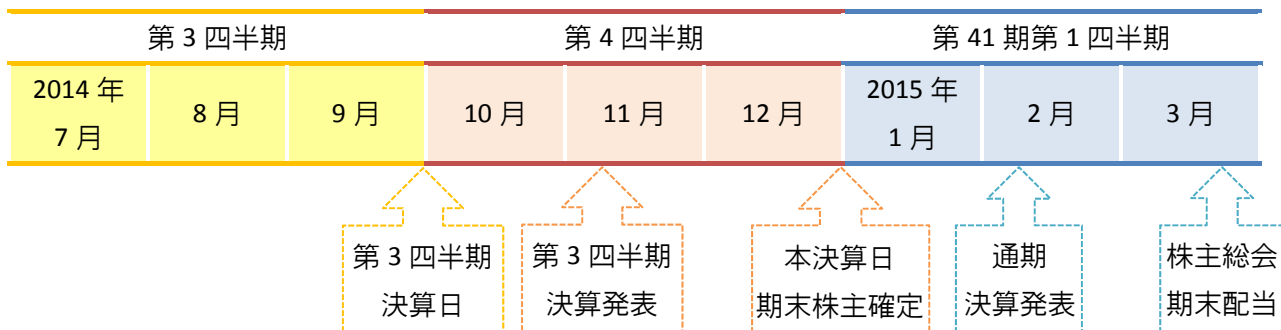 第 3 四半期 第 4 四半期 第 41 期第 1 四半期
2014 年 2015 年
8 月 9 月 10 月 11 月 12 月 2 月 3 月
7 月 1 月
第 3 四半期 第 3 四半期 本決算日 通期 株主総会
決算日 決算発表 期末株主確定 決算発表 期末配当